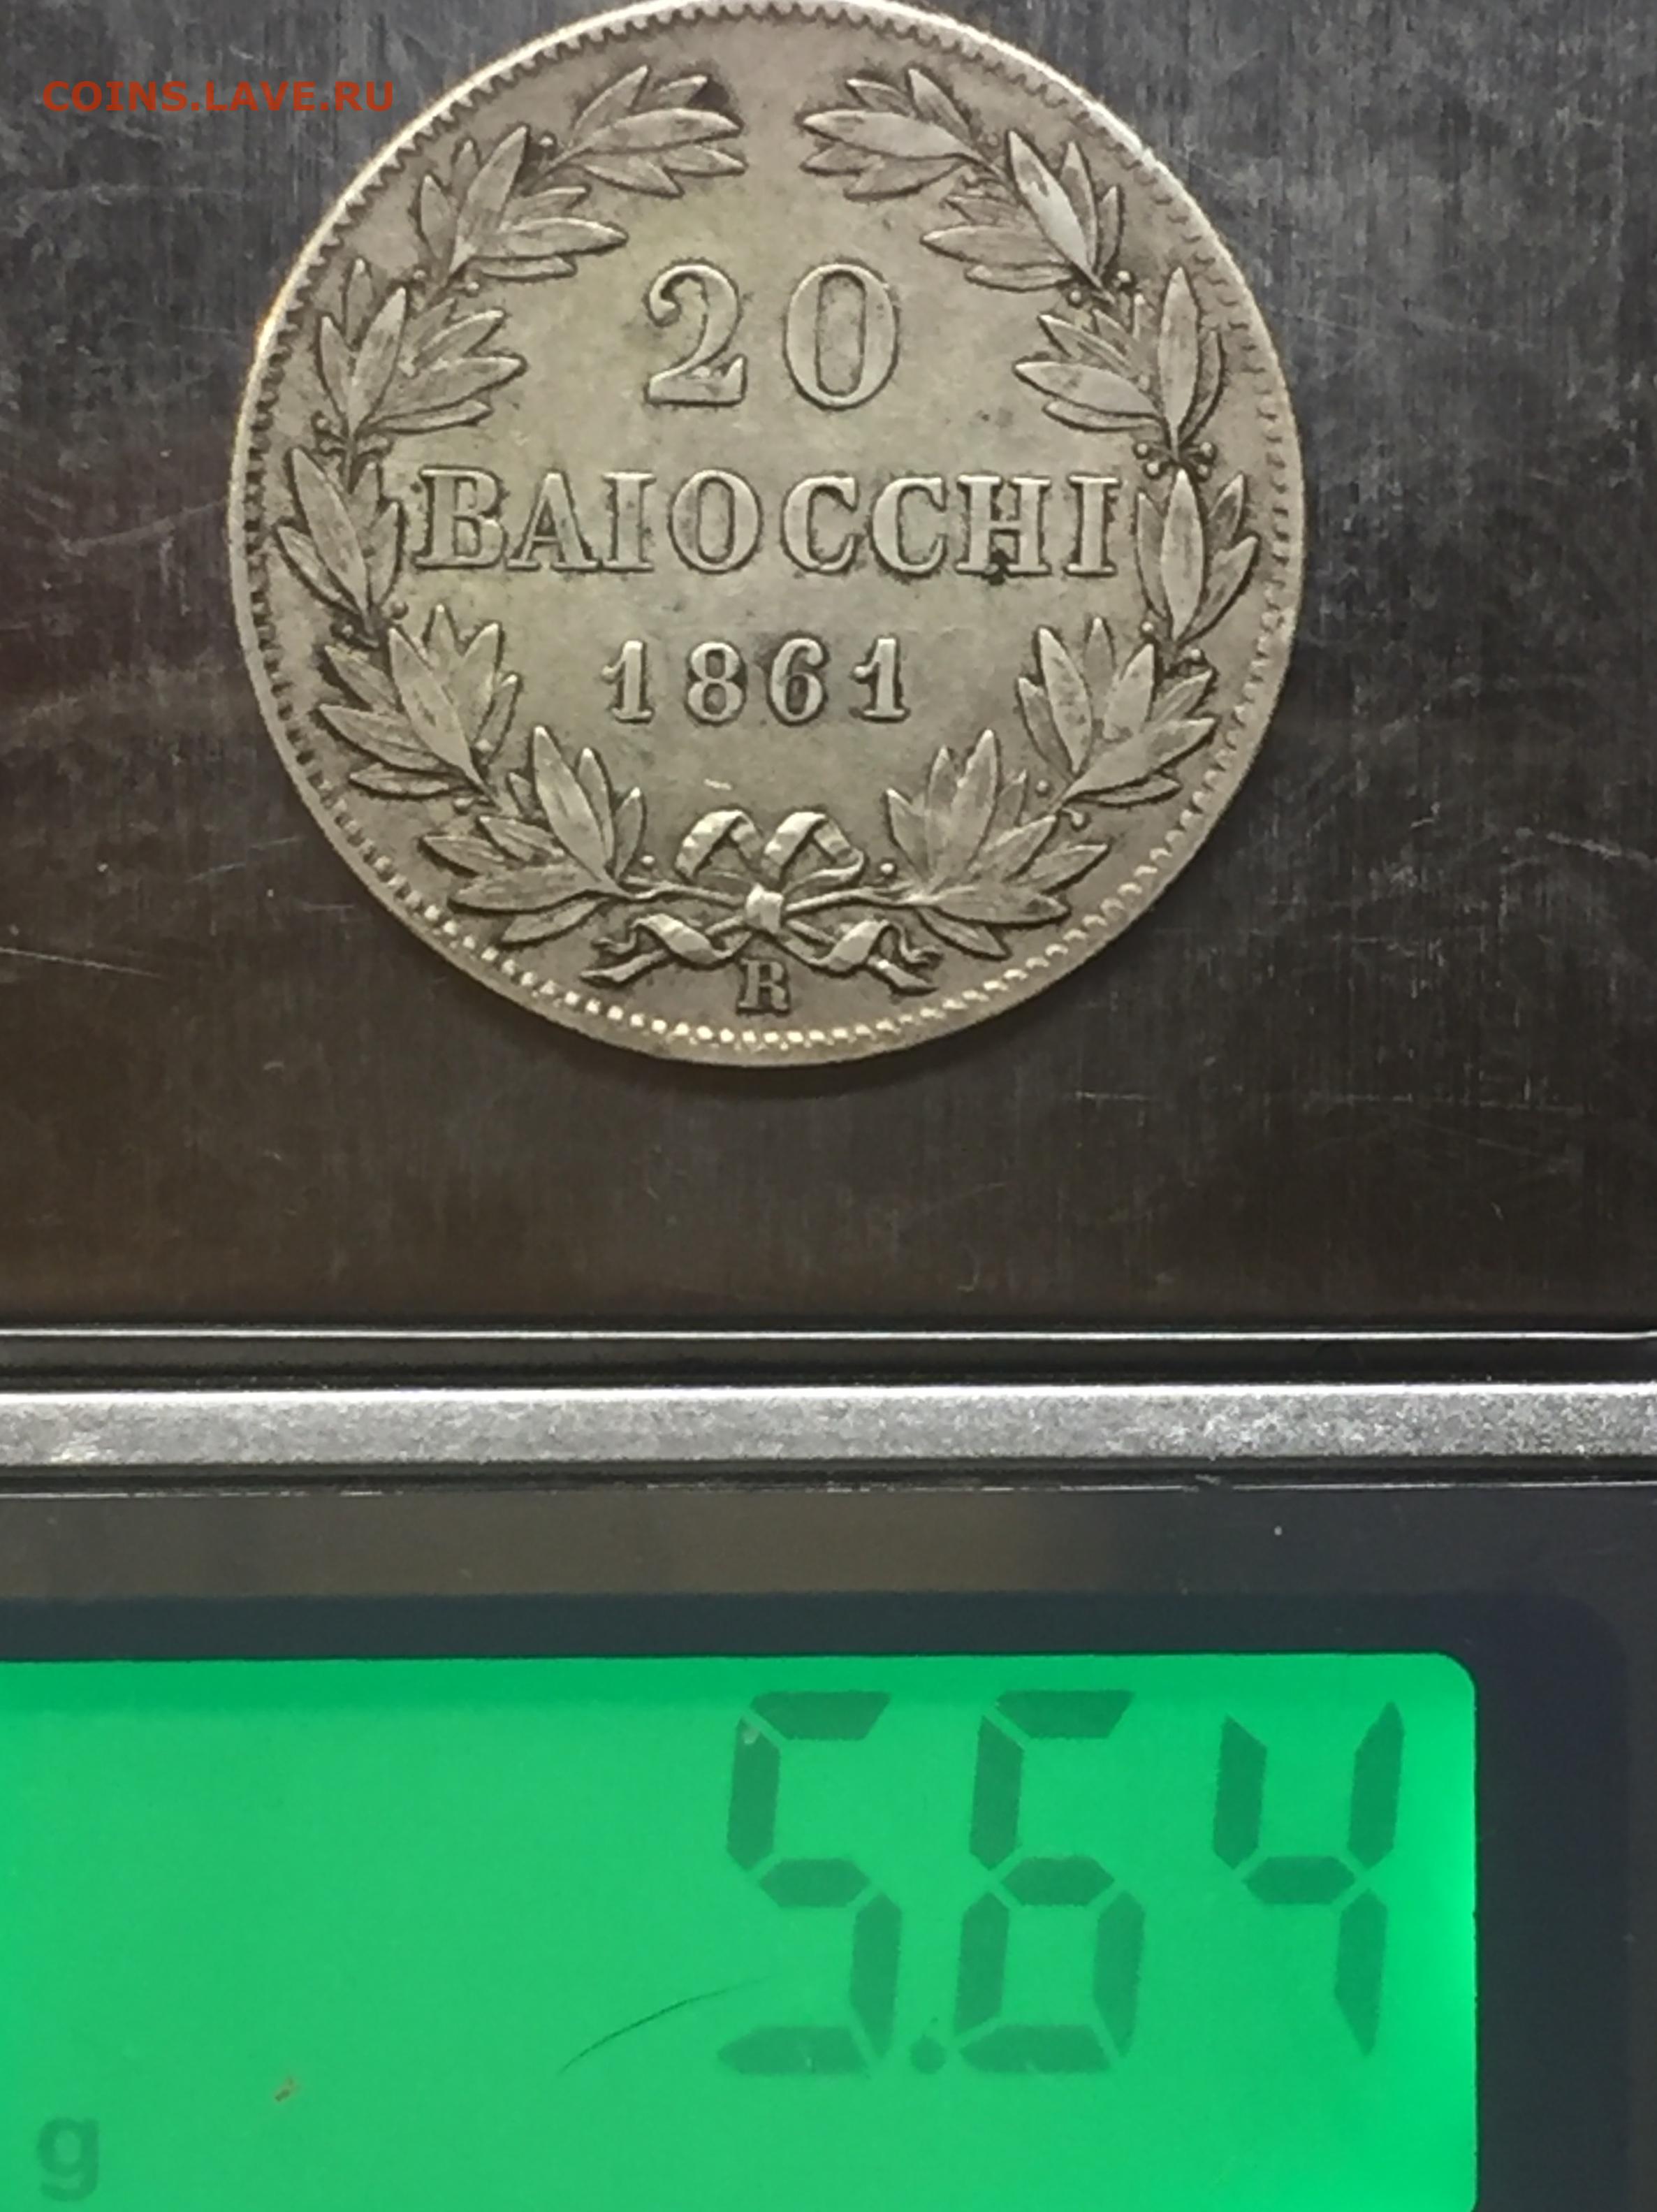 COINS.LAVE.RU
20
BAIOCCHI
1861
R
5.64
g